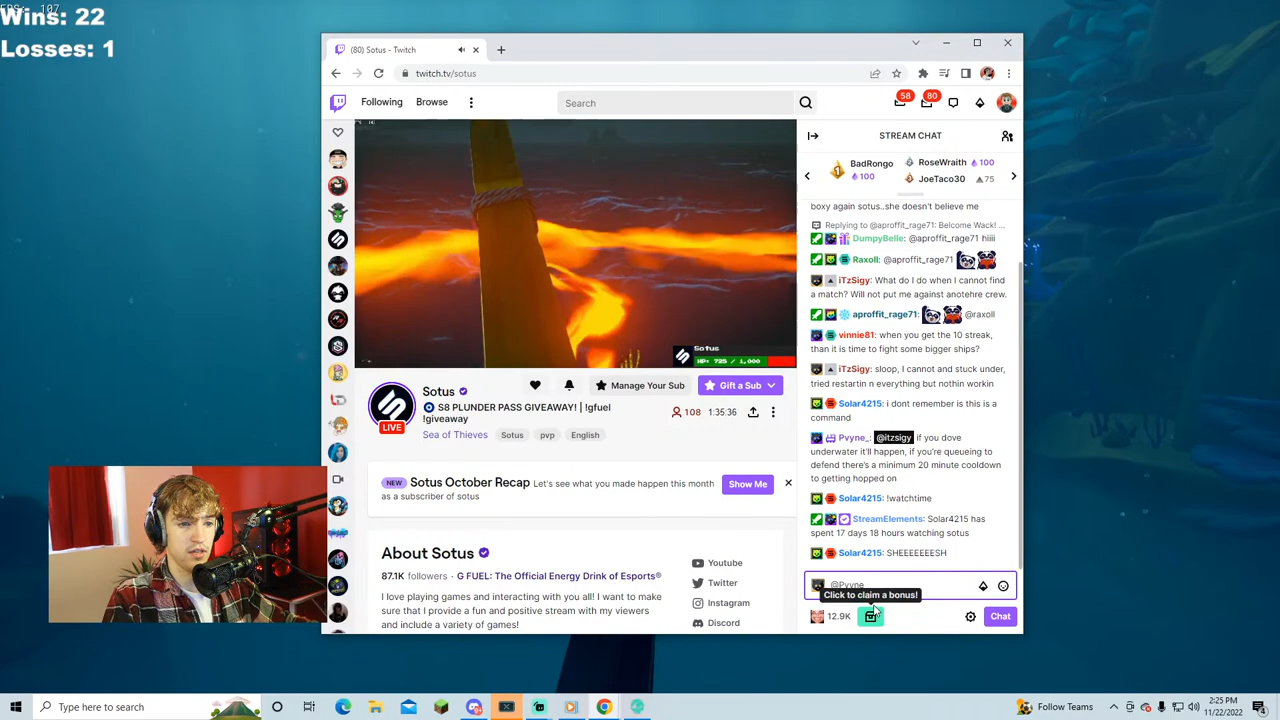 FPS: 107
Wins: 22
Losses: 1
(80) Sotus - Twitch
twitch.tv/sotus
Following
Browse
Search
58
80
Sotus
HP: 725 / 1,000
LIVE
Sotus
S8 PLUNDER PASS GIVEAWAY! | !gfuel
!giveaway
Sea of Thieves
Sotus
pvp
English
Manage Your Sub
Gift a Sub
108
1:35:36
NEW
Sotus October Recap
Let's see what you made happen this month
as a subscriber of sotus
Show Me
About Sotus
87.1K followers · G FUEL: The Official Energy Drink of Esports®
I love playing games and interacting with you all! I want to
make sure that I provide a fun and positive stream with my viewers
and include a variety of games!
Youtube
Twitter
Instagram
Discord
STREAM CHAT
1
BadRongo
100
RoseWraith 100
JoeTaco30 75
boxy again sotus..she doesn't believe me
Replying to @aproffit_rage71: Belcome Wack! ...
DumpyBelle: @aproffit_rage71 hiiii
Raxoll: @aproffit_rage71
iTzSigy: What do I do when I cannot find
a match? Will not put me against anotehre crew.
aproffit_rage71: @raxoll
vinnie81: when you get the 10 streak,
than it is time to fight some bigger ships?
iTzSigy: sloop, I cannot and stuck under,
tried restartin n everything but nothin workin
Solar4215: i dont remember is this is a
command
Pvyne_: @itzsigy if you dove
underwater it'll happen, if you're queueing to
defend there's a minimum 20 minute cooldown
to getting hopped on
Solar4215: !watchtime
StreamElements: Solar4215 has
spent 17 days 18 hours watching sotus
Solar4215: SHEEEEEEESH
@Pvyne
Click to claim a bonus!
12.9K
Chat
Type here to search
Follow Teams
2:25 PM
11/22/2022